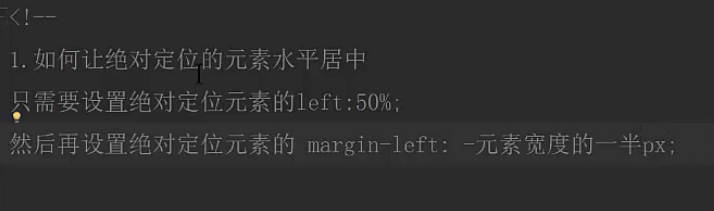 <!--
1.如何让绝对定位的元素水平居中
只需要设置绝对定位元素的left:50%;
然后再设置绝对定位元素的 margin-left: -元素宽度的一半px;